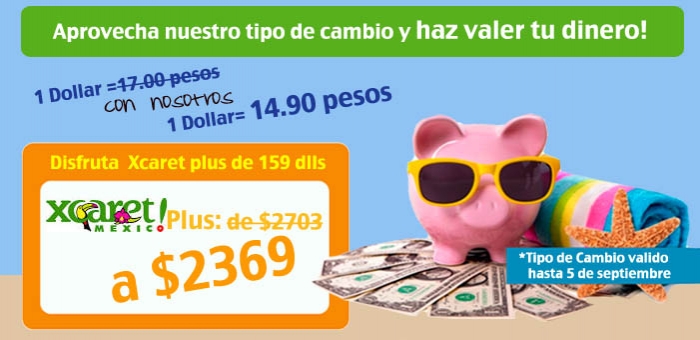 Aprovecha nuestro tipo de cambio y haz valer tu dinero!
1 Dollar =17.00 pesos
con nosotros
1 Dollar= 14.90 pesos
Disfruta Xcaret plus de 159 dlls
xcaret!
MÉXICO
Plus: de $2703
a $2369
*Tipo de Cambio valido
hasta 5 de septiembre